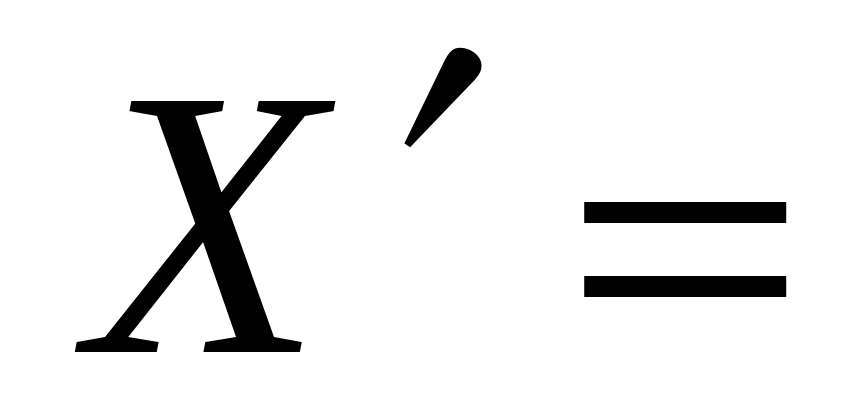 X′ =